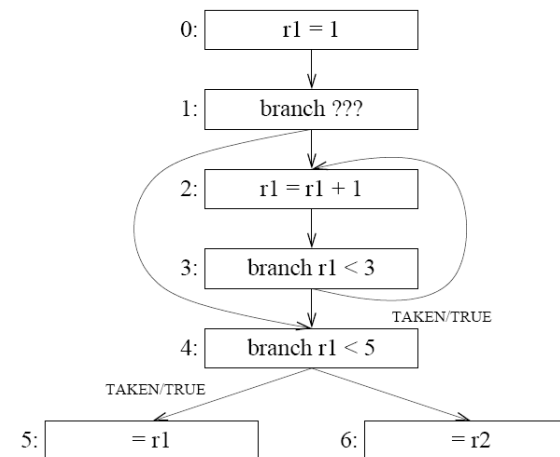 0: r1 = 1
1: branch ???
2: r1 = r1 + 1
3: branch r1 < 3
TAKEN/TRUE
4: branch r1 < 5
TAKEN/TRUE
5: = r1 6: = r2